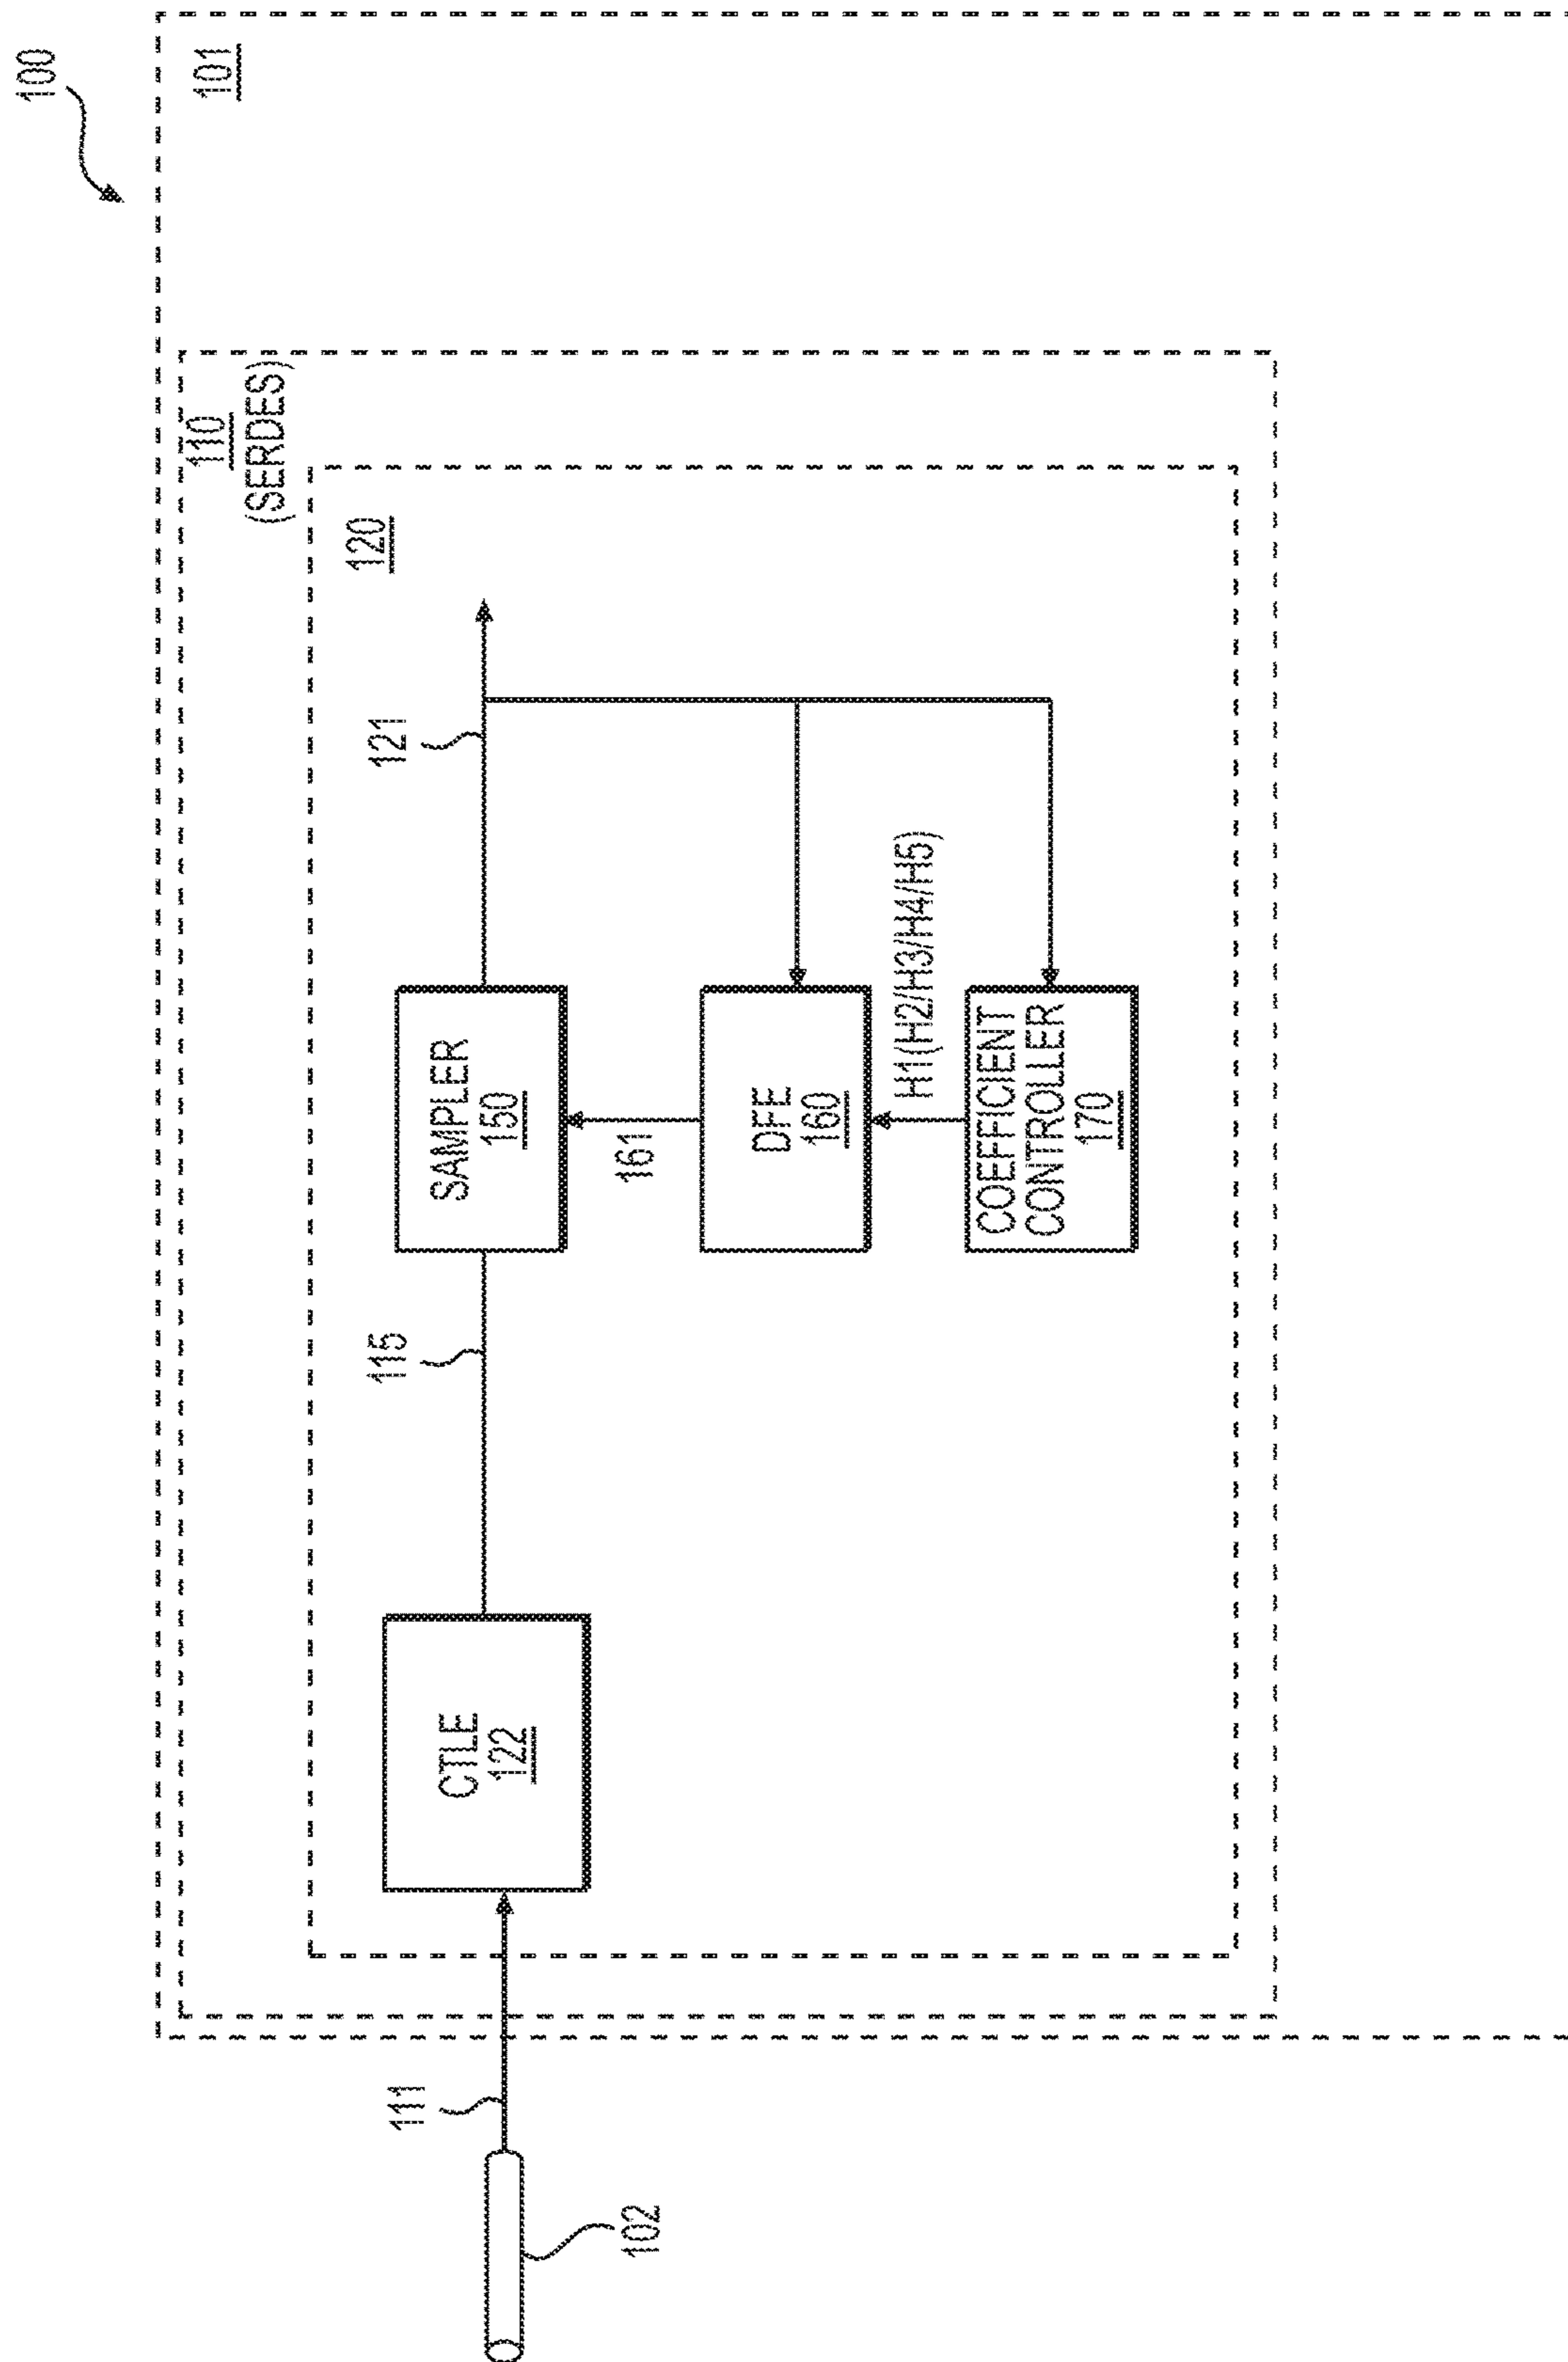 100
101
110
(SERDES)
120
121
SAMPLER
150
115
CTLE
122
111
102
161
DFE
160
H1(H2/H3/H4/H5)
COEFFICIENT
CONTROLLER
170